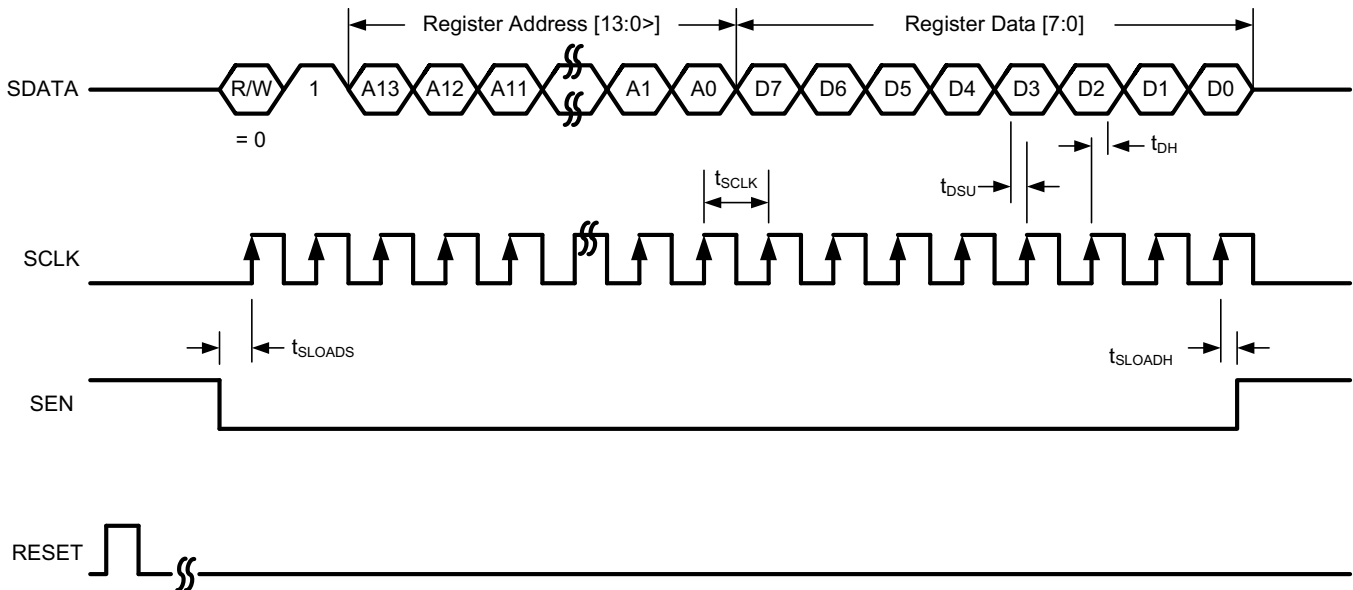 Register Address [13:0>]
Register Data [7:0]
SDATA
R/W
1
A13
A12
A11
A1
A0
D7
D6
D5
D4
D3
D2
D1
D0
= 0
tDH
tSCLK
tDSU
SCLK
tSLOADS
tSLOADH
SEN
RESET